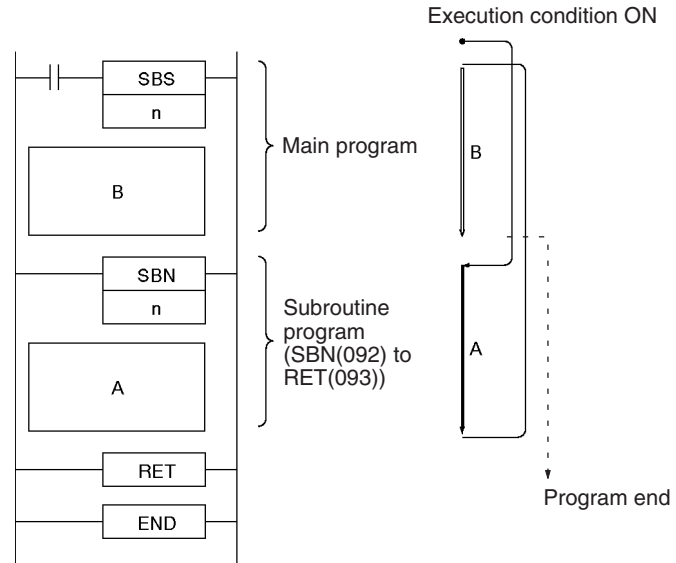 Execution condition ON
SBS
n
B
Main program
B
SBN
n
Subroutine
program
(SBN(092) to
RET(093))
A
A
RET
END
Program end